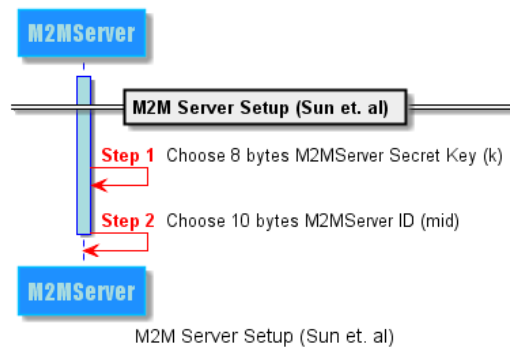 M2MServer
M2M Server Setup (Sun et. al)
Step 1 Choose 8 bytes M2MServer Secret Key (k)
Step 2 Choose 10 bytes M2MServer ID (mid)
M2MServer
M2M Server Setup (Sun et. al)